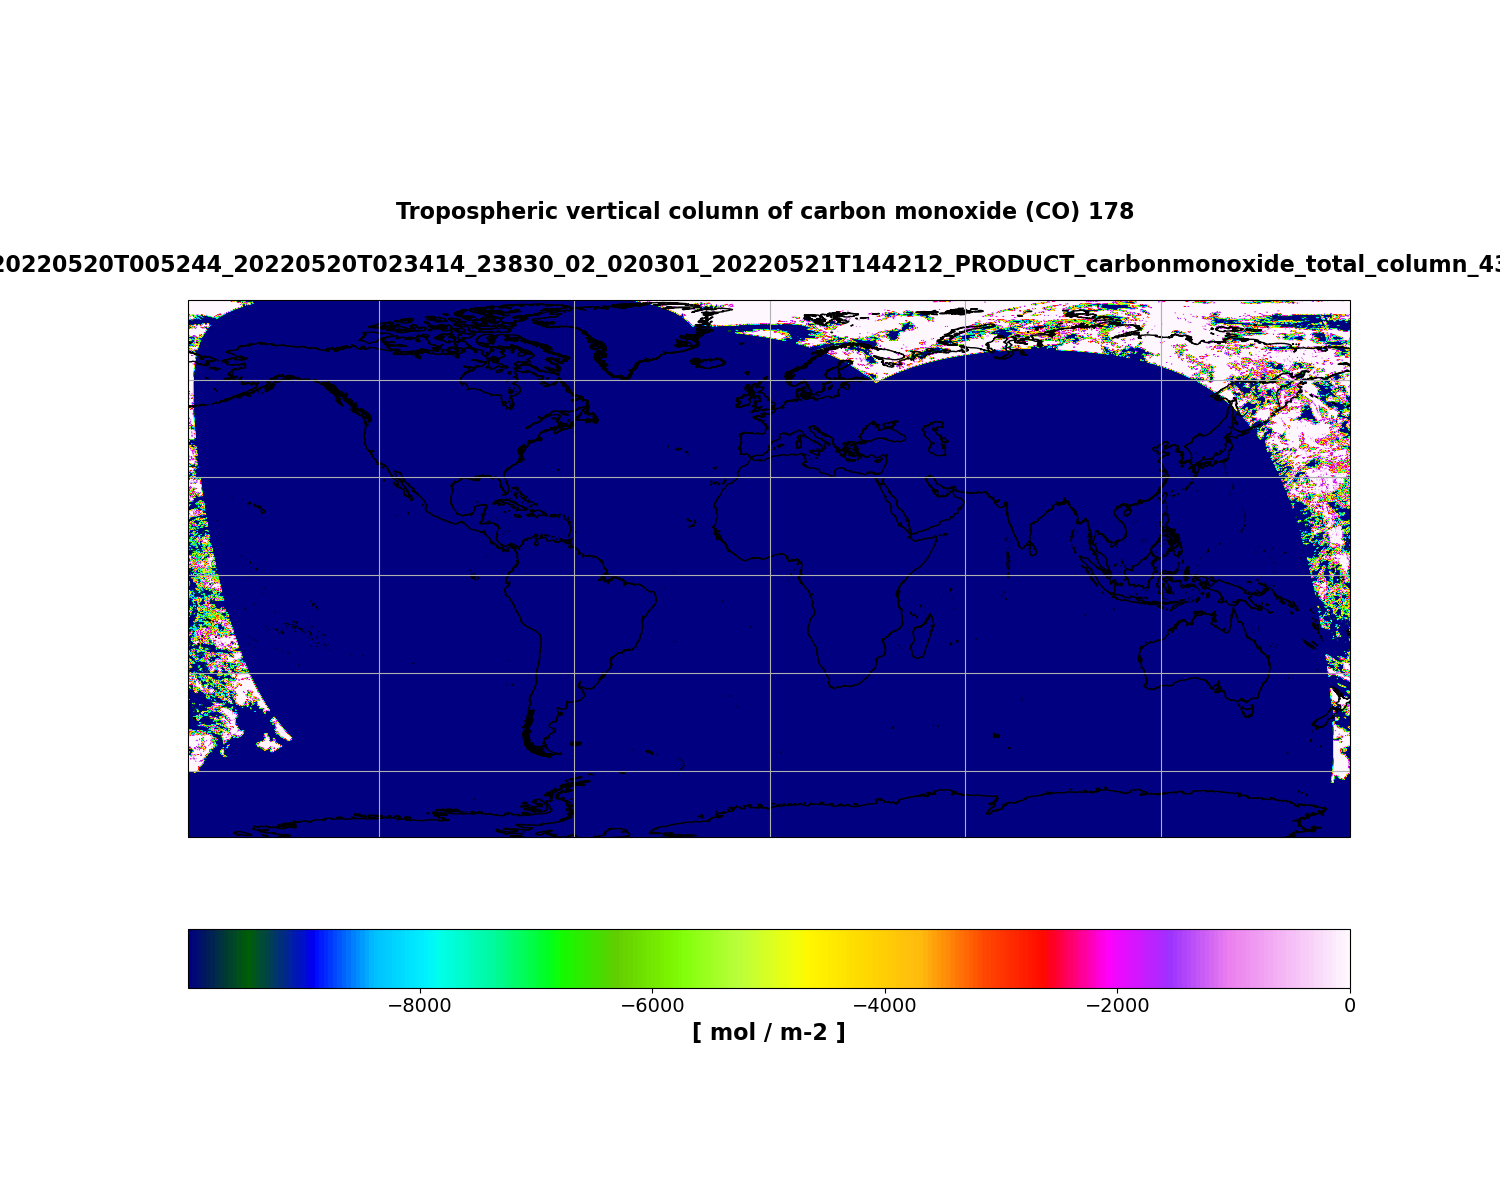 Tropospheric vertical column of carbon monoxide (CO) 178
20220520T005244_20220520T023414_23830_02_020301_20220521T144212_PRODUCT_carbonmonoxide_total_column_43
−8000 −6000 −4000 −2000 0
[ mol / m-2 ]